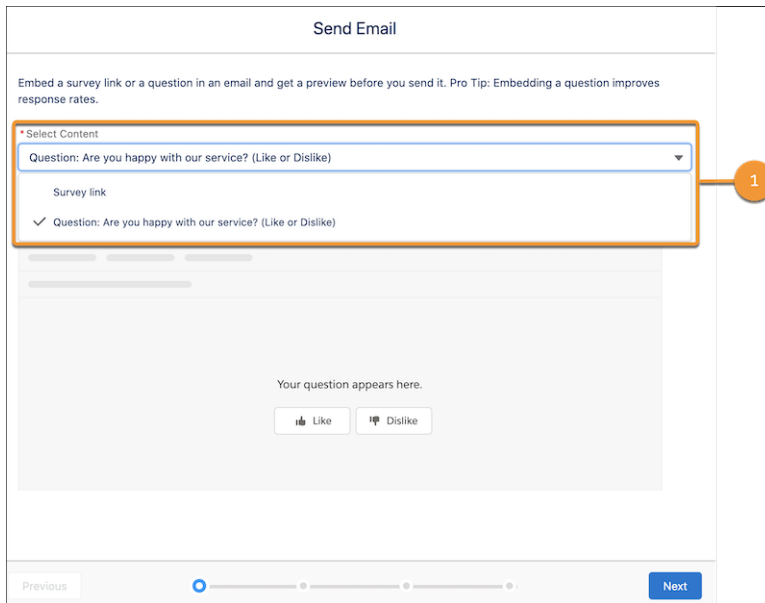 Send Email
Embed a survey link or a question in an email and get a preview before you send it. Pro Tip: Embedding a question improves
response rates.
* Select Content
Question: Are you happy with our service? (Like or Dislike)
1
Survey link
Question: Are you happy with our service? (Like or Dislike)
Your question appears here.
Like
Dislike
Previous
Next